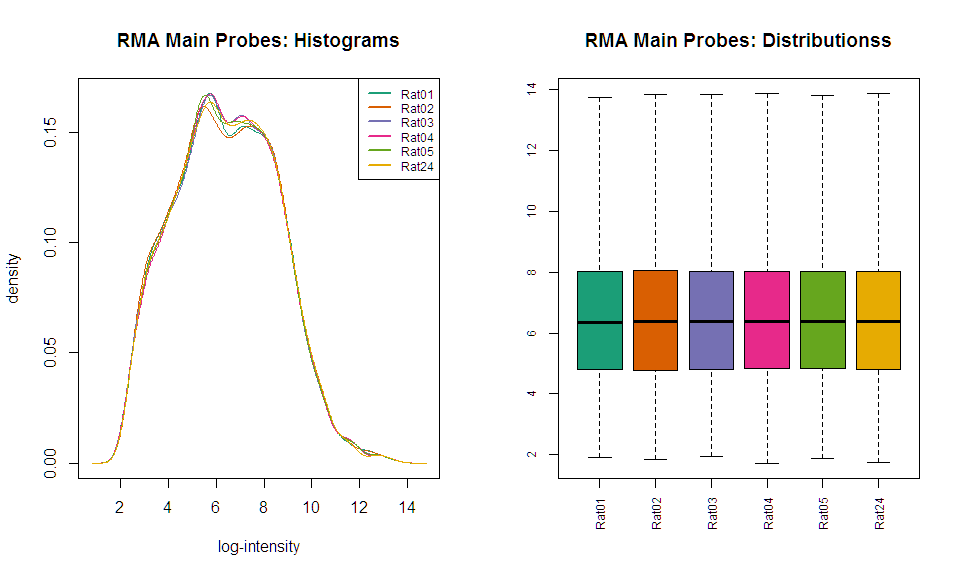 RMA Main Probes: Histograms
Rat01
Rat02
Rat03
Rat04
Rat05
Rat24
density
0.15
0.10
0.05
0.00
2 4 6 8 10 12 14
log-intensity
RMA Main Probes: Distributionss
14
12
10
8
6
4
2
Rat01 Rat02 Rat03 Rat04 Rat05 Rat24